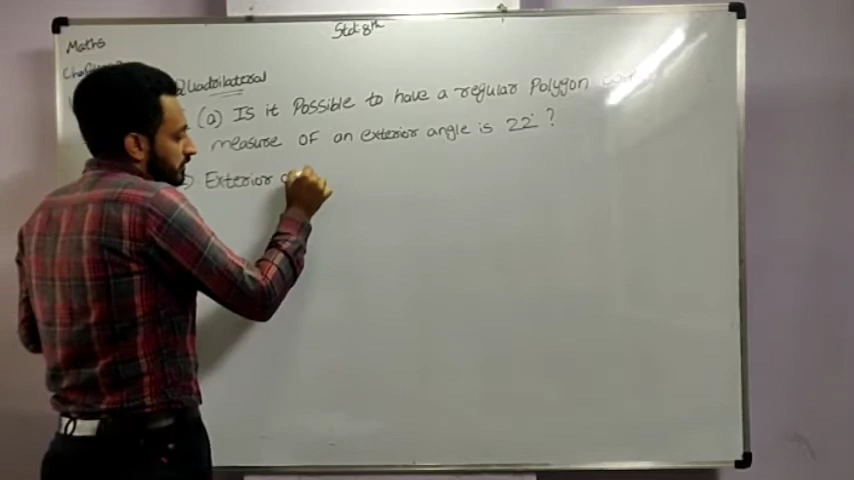 Std: 8th
Maths
Quadrilateral
(a) Is it Possible to have a regular Polygon
measure of an exterior angle is 22° ?
Exterior